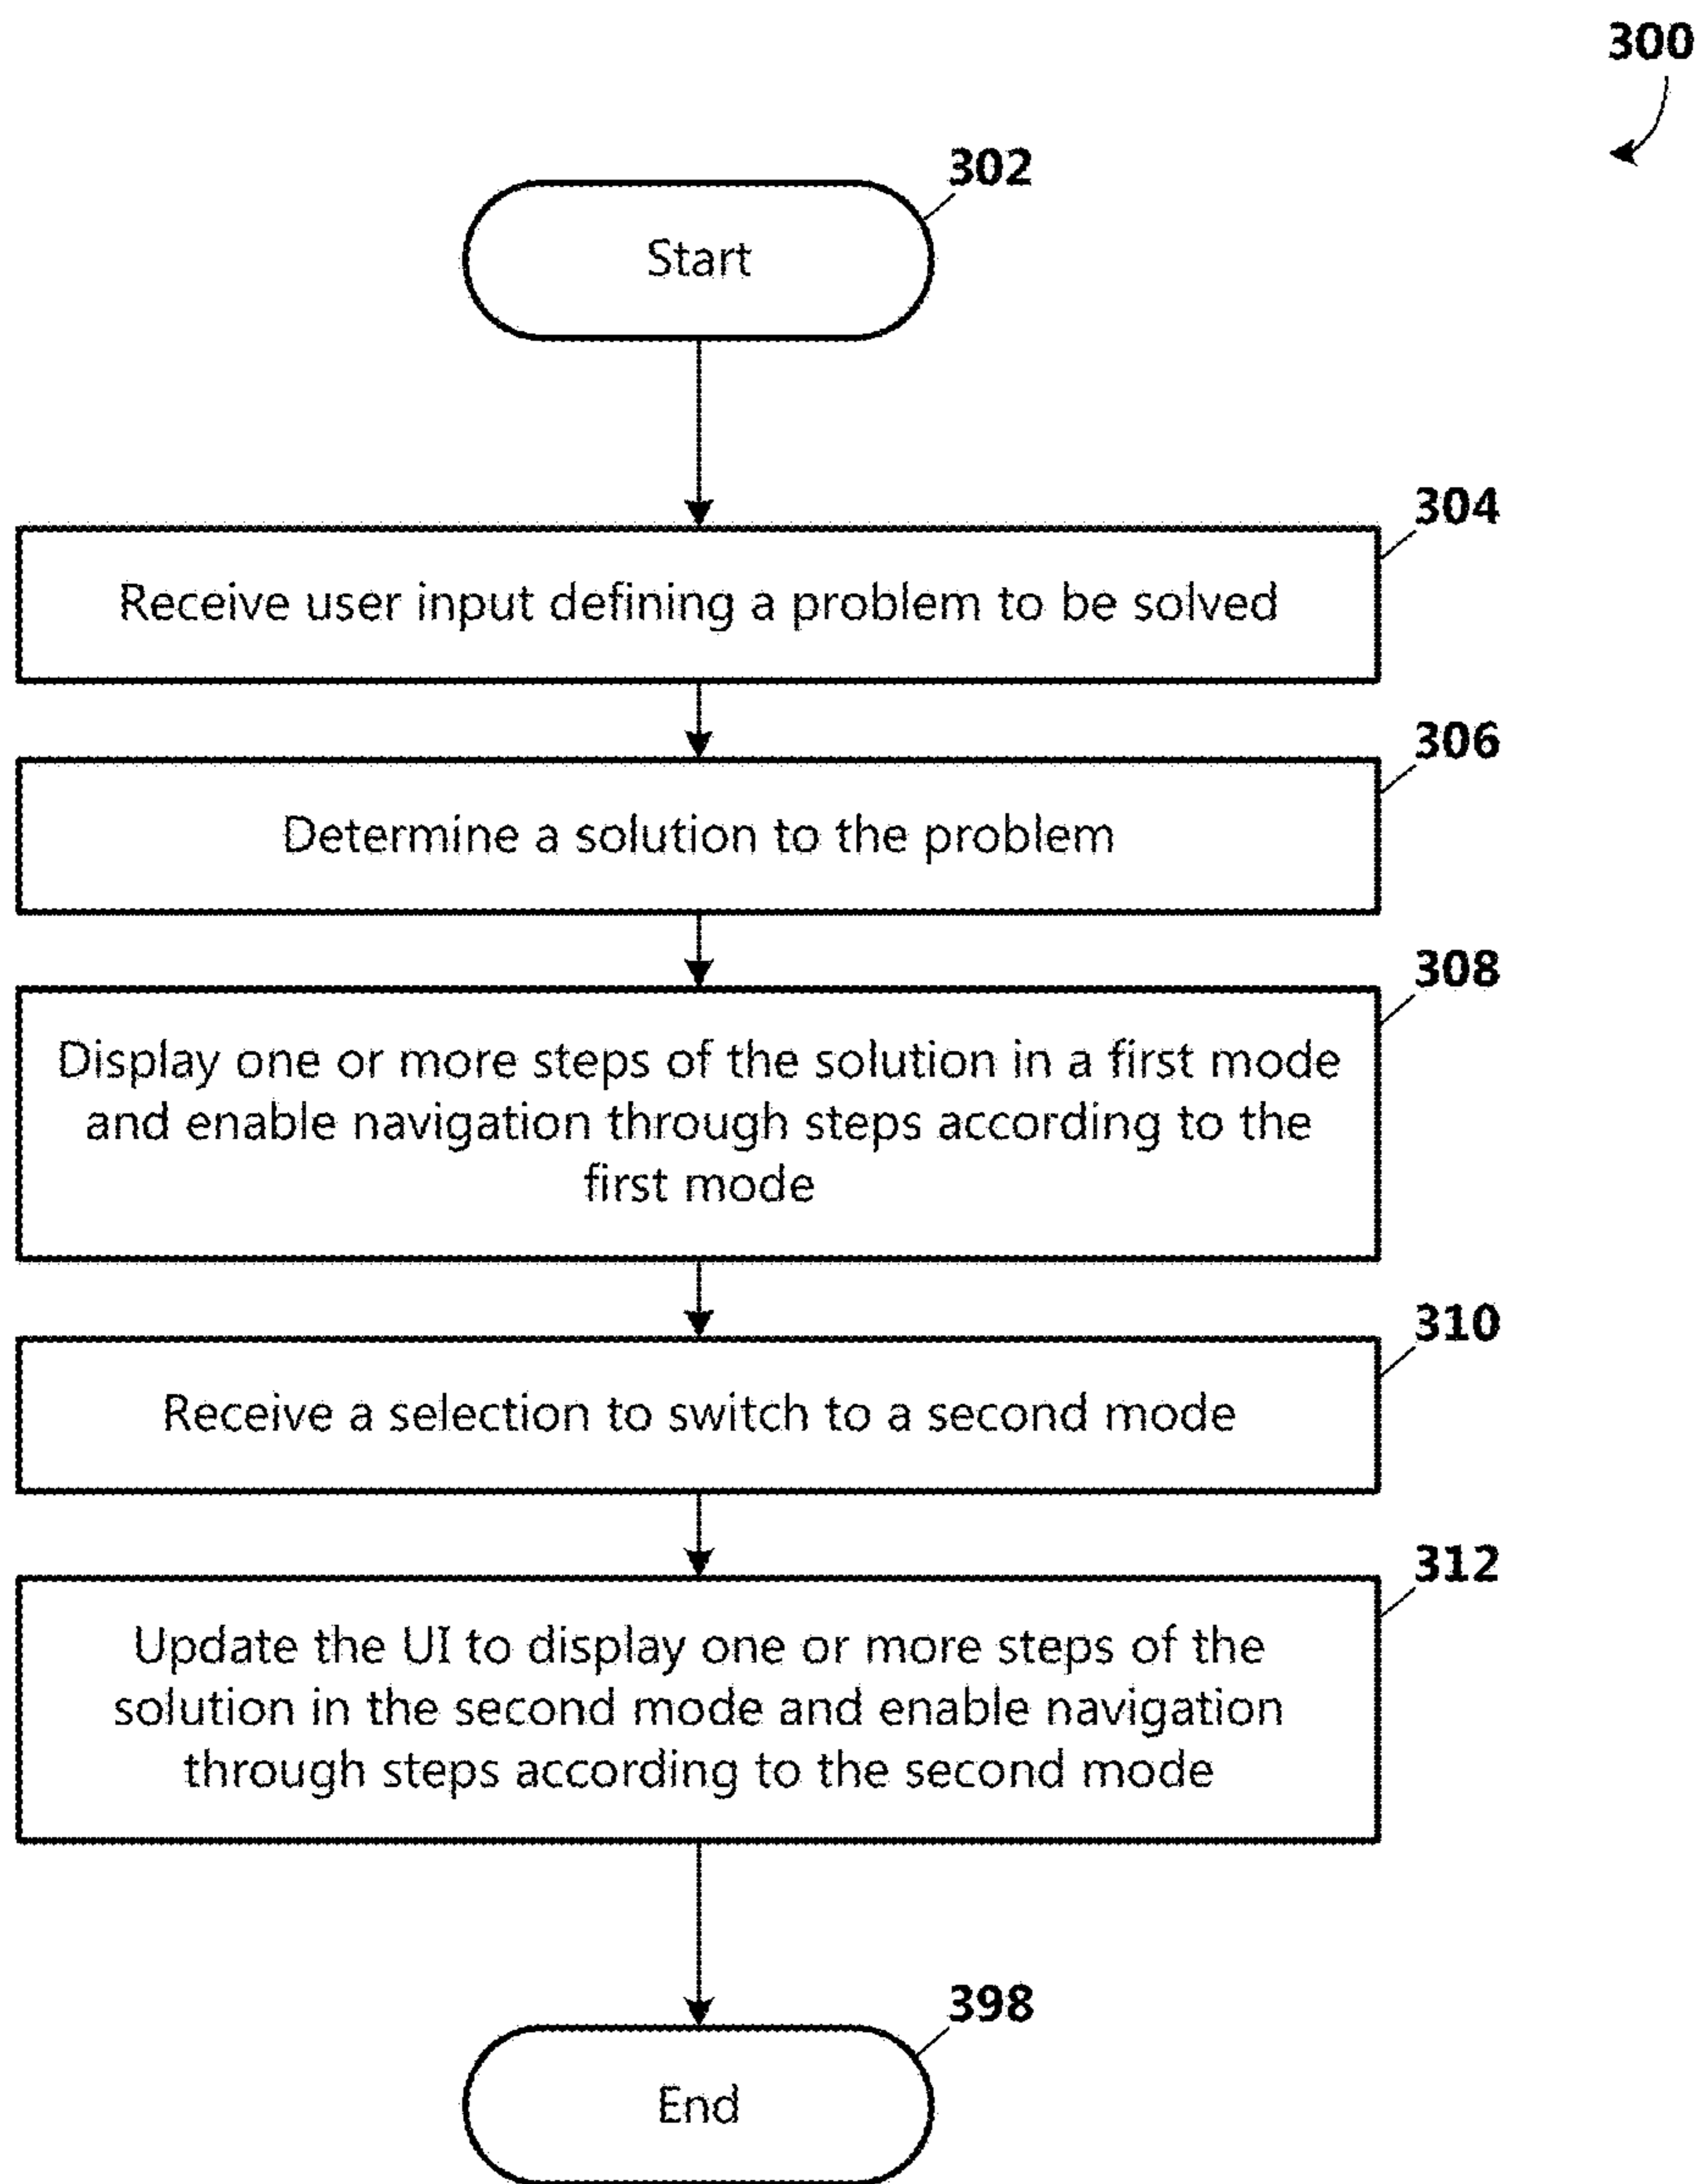 300
302
Start
304
Receive user input defining a problem to be solved
306
Determine a solution to the problem
308
Display one or more steps of the solution in a first mode
and enable navigation through steps according to the
first mode
310
Receive a selection to switch to a second mode
312
Update the UI to display one or more steps of the
solution in the second mode and enable navigation
through steps according to the second mode
398
End